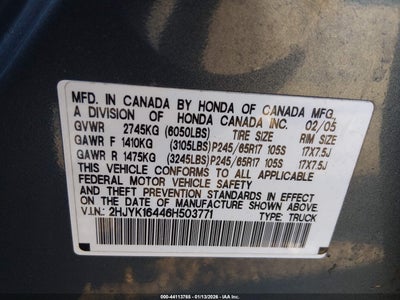 MFD. IN CANADA BY HONDA OF CANADA MFG.
A DIVISION OF HONDA CANADA INC. 02/05
GVWR 2745KG (6050LBS) TIRE SIZE RIM SIZE
GAWR F 1410KG (3105LBS) P245/65R17 105S 17X7.5J
GAWR R 1475KG (3245LBS) P245/65R17 105S 17X7.5J
THIS VEHICLE CONFORMS TO ALL APPLICABLE
FEDERAL MOTOR VEHICLE SAFETY
AND THEFT PREVENTION STANDARDS IN EFFECT
ON THE DATE OF MANUFACTURE SHOWN ABOVE.
V.I.N.: 2HJYK16446H503771 TYPE: TRUCK
IAA 44113765 - 01/13/2026 - COPYRIGHT IAA, LLC